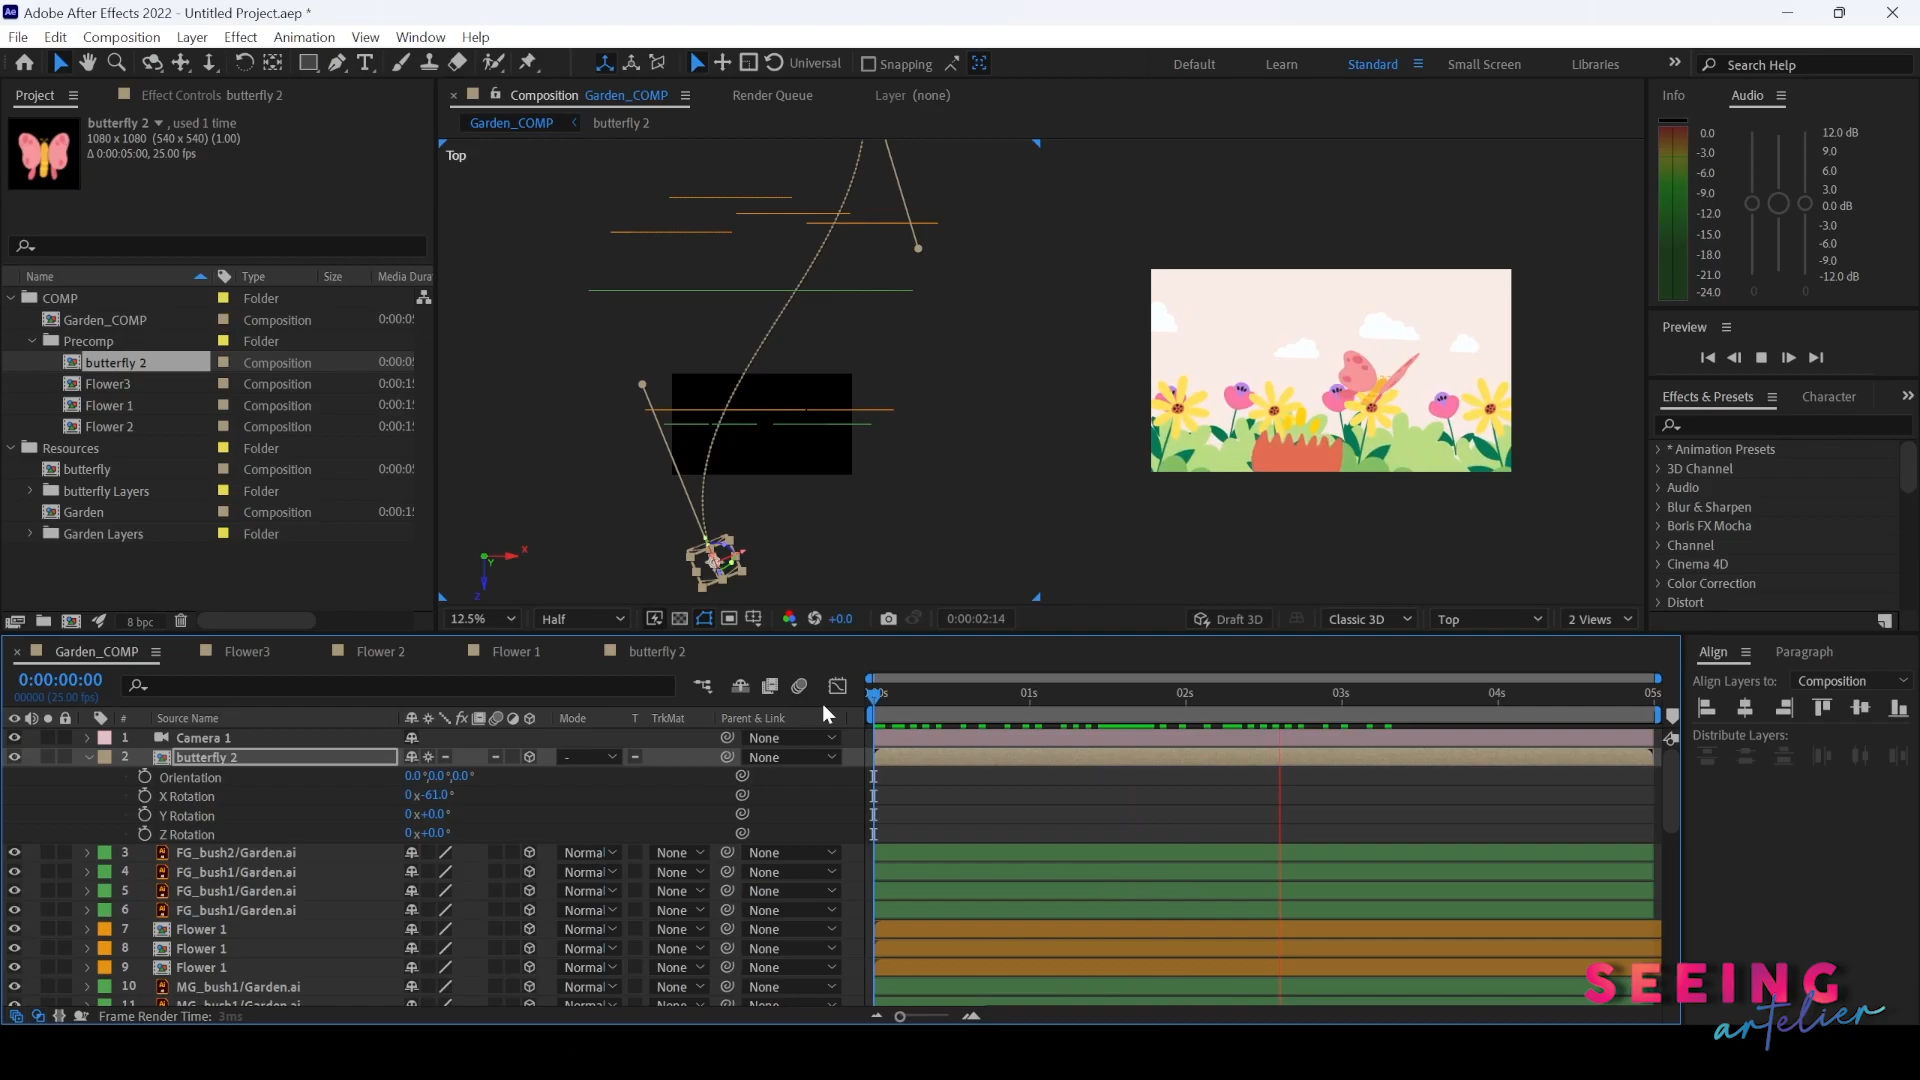 Adobe After Effects 2022 - Untitled Project.aep *
File Edit Composition Layer Effect Animation View Window Help
Universal Snapping Default Learn Standard Small Screen Libraries Search Help
Project Effect Controls butterfly 2
butterfly 2 , used 1 time
1080 x 1080 (540 x 540) (1.00)
Δ 0:00:05:00, 25.00 fps
Name Type Size Media Dura
COMP Folder
Garden_COMP Composition 0:00:05
Precomp Folder
butterfly 2 Composition 0:00:05
Flower3 Composition 0:00:15
Flower 1 Composition 0:00:15
Flower 2 Composition 0:00:15
Resources Folder
butterfly Composition 0:00:05
butterfly Layers Folder
Garden Composition 0:00:15
Garden Layers Folder
8 bpc
Composition Garden_COMP Render Queue Layer (none)
Garden_COMP butterfly 2
Top
X
Y
Z
12.5% Half +0.0 0:00:02:14 Draft 3D Classic 3D Top 2 Views
Info Audio
0.0 12.0 dB
-3.0 9.0
-6.0 6.0
-9.0 3.0
-12.0 0.0 dB
-15.0 -3.0
-18.0 -6.0
-21.0 -9.0
-24.0 -12.0 dB
0 0
Preview
Effects & Presets Character
* Animation Presets
3D Channel
Audio
Blur & Sharpen
Boris FX Mocha
Channel
Cinema 4D
Color Correction
Distort
Garden_COMP Flower3 Flower 2 Flower 1 butterfly 2
0:00:00:00
00000 (25.00 fps)
01s 02s 03s 04s 05s
# Source Name Mode T TrkMat Parent & Link
1 Camera 1 None
2 butterfly 2 - None
Orientation 0.0°,0.0°,0.0°
X Rotation 0 x-61.0°
Y Rotation 0 x+0.0°
Z Rotation 0 x+0.0°
3 FG_bush2/Garden.ai Normal None None
4 FG_bush1/Garden.ai Normal None None
5 FG_bush1/Garden.ai Normal None None
6 FG_bush1/Garden.ai Normal None None
7 Flower 1 Normal None None
8 Flower 1 Normal None None
9 Flower 1 Normal None None
10 MG_bush1/Garden.ai Normal None None
11 MG_bush1/Garden.ai Normal None None
Frame Render Time: 3ms
Align Paragraph
Align Layers to: Composition
Distribute Layers:
SEEING
artelier